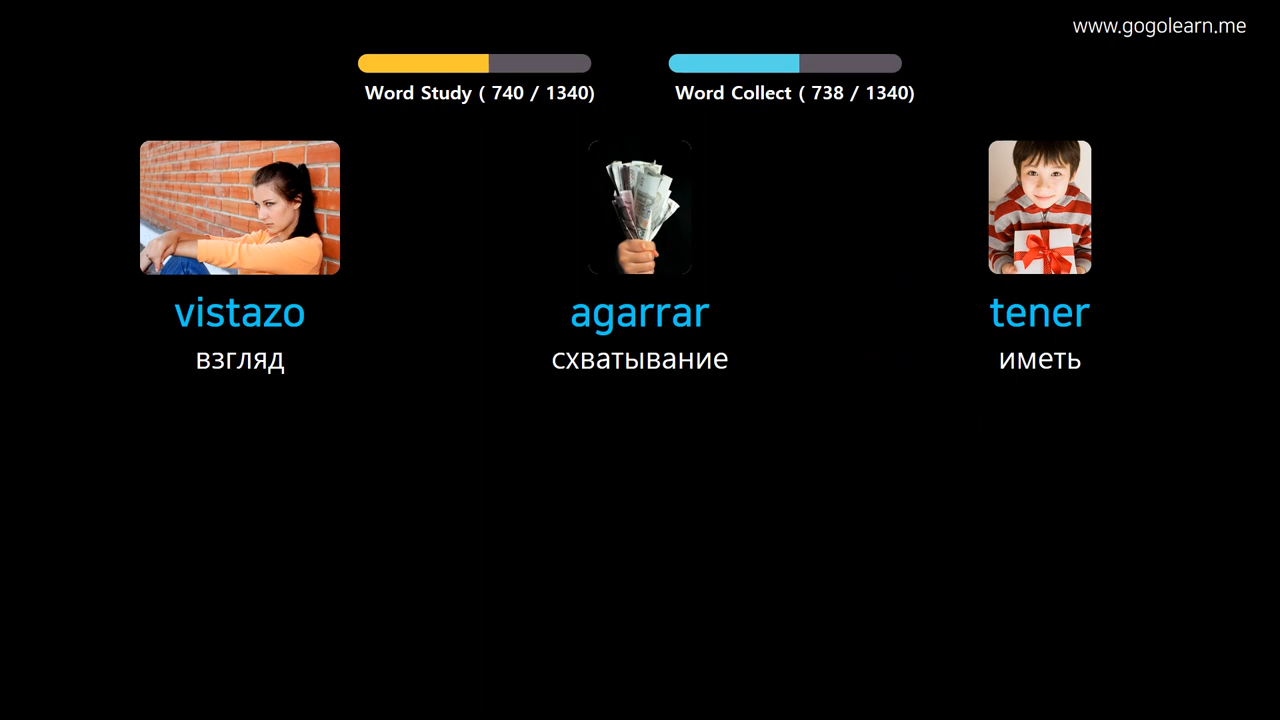 www.gogolearn.me
Word Study ( 740 / 1340)
Word Collect ( 738 / 1340)
vistazo
agarrar
tener
взгляд
схватывание
иметь